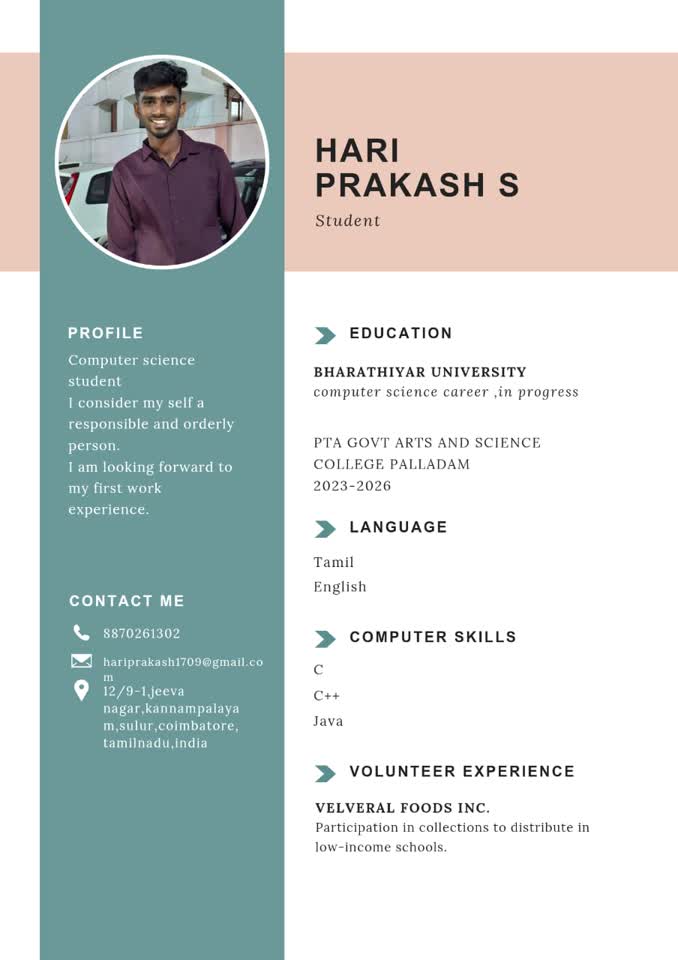 HARI
PRAKASH S
Student
PROFILE
Computer science
student
I consider my self a
responsible and orderly
person.
I am looking forward to
my first work
experience.
CONTACT ME
8870261302
hariprakash1709@gmail.co
m
12/9-1,jeeva
nagar,kannampalaya
m,sulur,coimbatore,
tamilnadu,india
EDUCATION
BHARATHIYAR UNIVERSITY
computer science career ,in progress
PTA GOVT ARTS AND SCIENCE
COLLEGE PALLADAM
2023-2026
LANGUAGE
Tamil
English
COMPUTER SKILLS
C
C++
Java
VOLUNTEER EXPERIENCE
VELVERAL FOODS INC.
Participation in collections to distribute in
low-income schools.